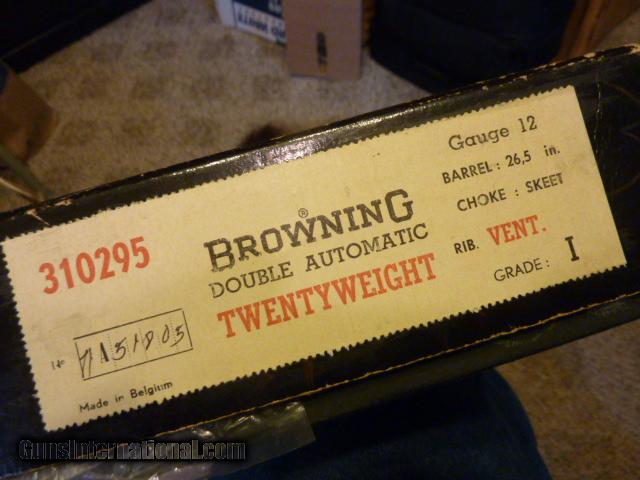 310295
No
Made in Belgium
BROWNING®
DOUBLE AUTOMATIC
TWENTYWEIGHT
Gauge 12
BARREL : 26,5 in.
CHOKE : SKEET
RIB. VENT.
GRADE : I
GunsInternational.com